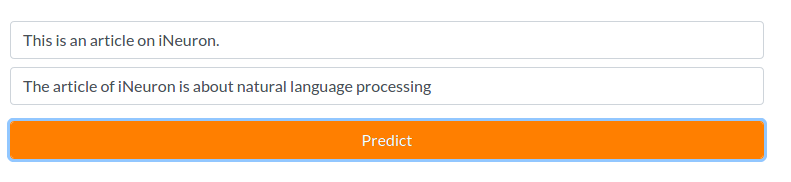 This is an article on iNeuron.
The article of iNeuron is about natural language processing
Predict